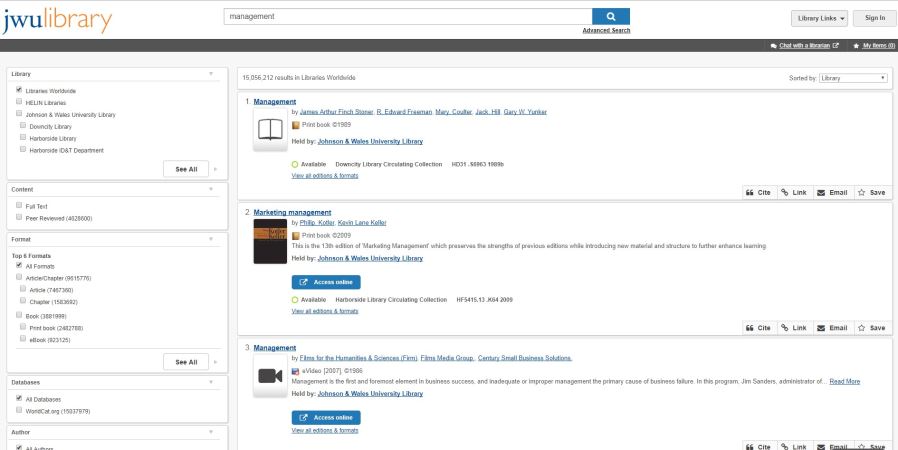 jwulibrary
management
Advanced Search
Library Links
Sign In
Chat with a librarian
My Items (0)
Library
Libraries Worldwide
HELIN Libraries
Johnson & Wales University Library
Downcity Library
Harborside Library
Harborside ID&T Department
See All
Content
Full Text
Peer Reviewed (4628600)
Format
Top 6 Formats
All Formats
Article/Chapter (9615776)
Article (7467360)
Chapter (1583692)
Book (3881999)
Print book (2482788)
eBook (923125)
See All
Databases
All Databases
WorldCat.org (15037979)
Author
All Authors
15,056,212 results in Libraries Worldwide
Sorted by: Library
1. Management
by James Arthur Finch Stoner, R. Edward Freeman, Mary. Coulter, Jack. Hill, Gary W. Yunker
Print book ©1989
Held by: Johnson & Wales University Library
Available Downcity Library Circulating Collection HD31 .S6963 1989b
View all editions & formats
Cite Link Email Save
2. Marketing management
by Philip. Kotler, Kevin Lane Keller
Kotler
Keller
Print book ©2009
This is the 13th edition of 'Marketing Management' which preserves the strengths of previous editions while introducing new material and structure to further enhance learning.
Held by: Johnson & Wales University Library
Access online
Available Harborside Library Circulating Collection HF5415.13 .K64 2009
View all editions & formats
Cite Link Email Save
3. Management
by Films for the Humanities & Sciences (Firm), Films Media Group., Century Small Business Solutions.
eVideo [2007], ©1986
Management is the first and foremost element in business success, and inadequate or improper management the primary cause of business failure. In this program, Jim Sanders, administrator of... Read More
Held by: Johnson & Wales University Library
Access online
View all editions & formats
Cite Link Email Save